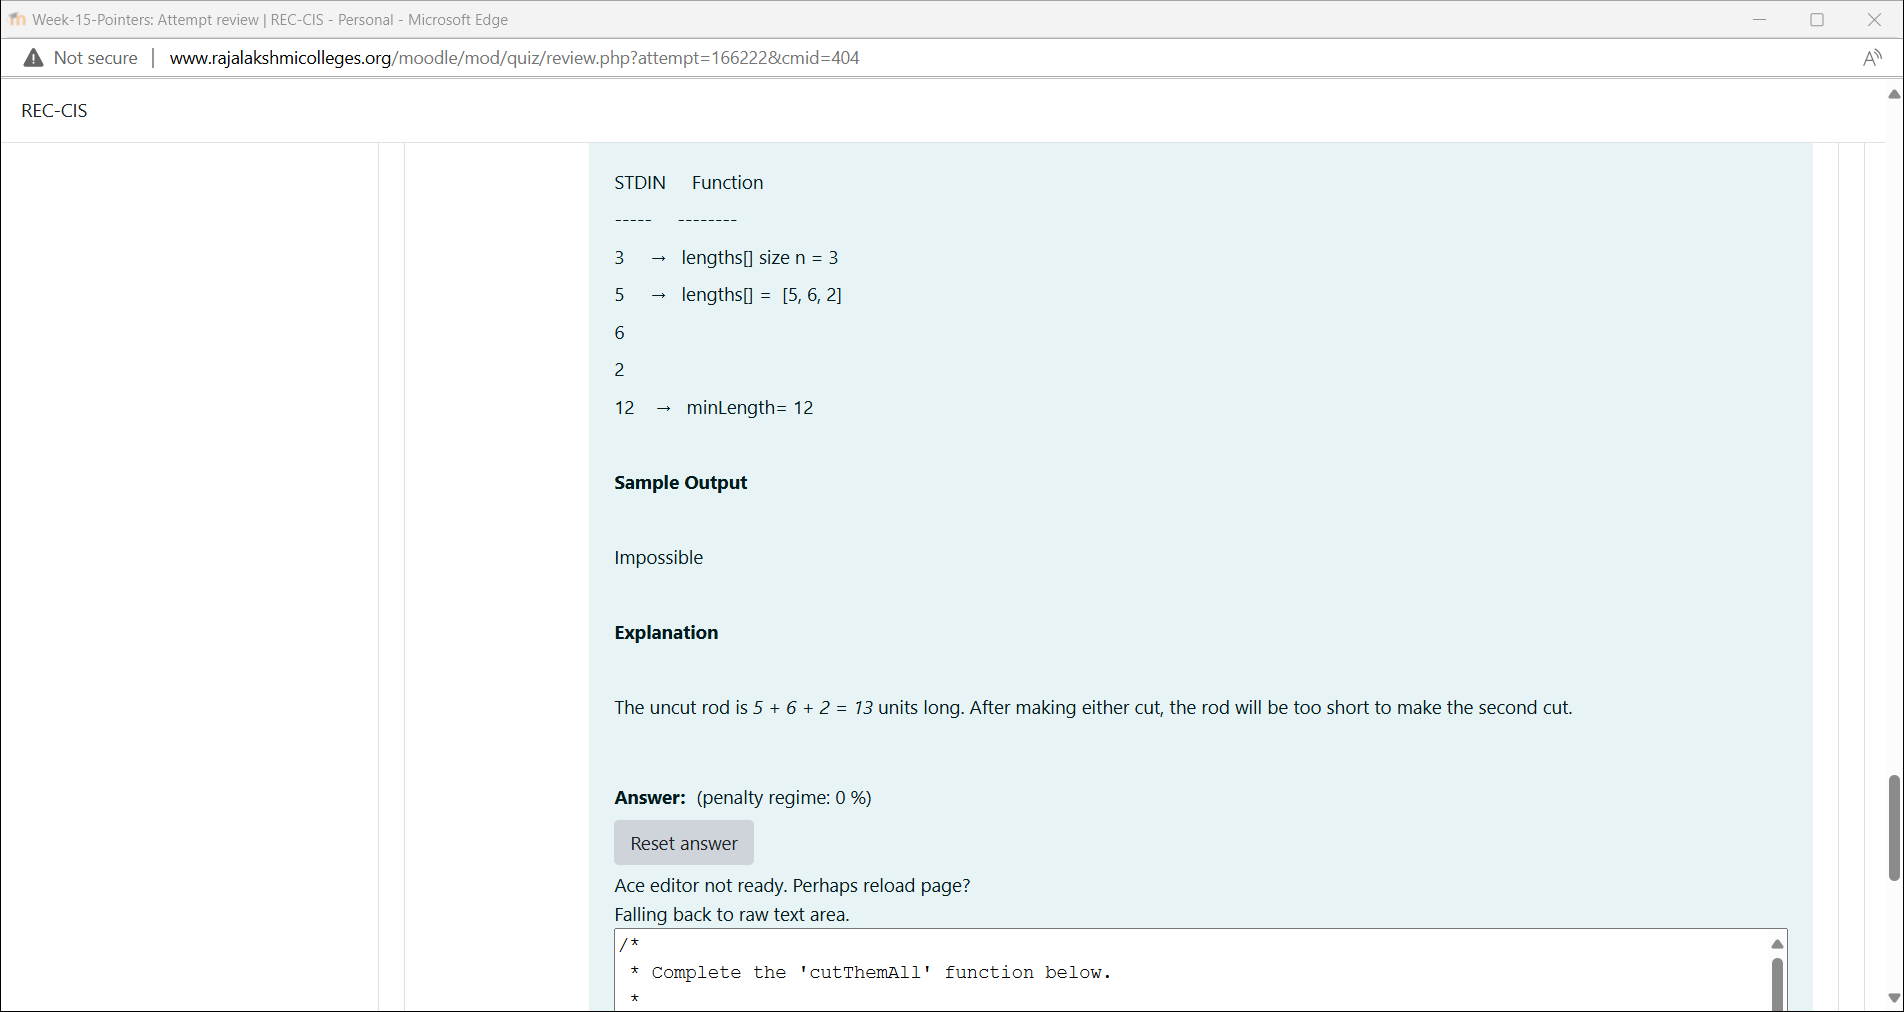 Week-15-Pointers: Attempt review | REC-CIS - Personal - Microsoft Edge
Not secure | www.rajalakshmicolleges.org/moodle/mod/quiz/review.php?attempt=166222&cmid=404
REC-CIS
STDIN Function
----- --------
3 → lengths[] size n = 3
5 → lengths[] = [5, 6, 2]
6
2
12 → minLength= 12
Sample Output
Impossible
Explanation
The uncut rod is 5 + 6 + 2 = 13 units long. After making either cut, the rod will be too short to make the second cut.
Answer: (penalty regime: 0 %)
Reset answer
Ace editor not ready. Perhaps reload page?
Falling back to raw text area.
/*
* Complete the 'cutThemAll' function below.
*